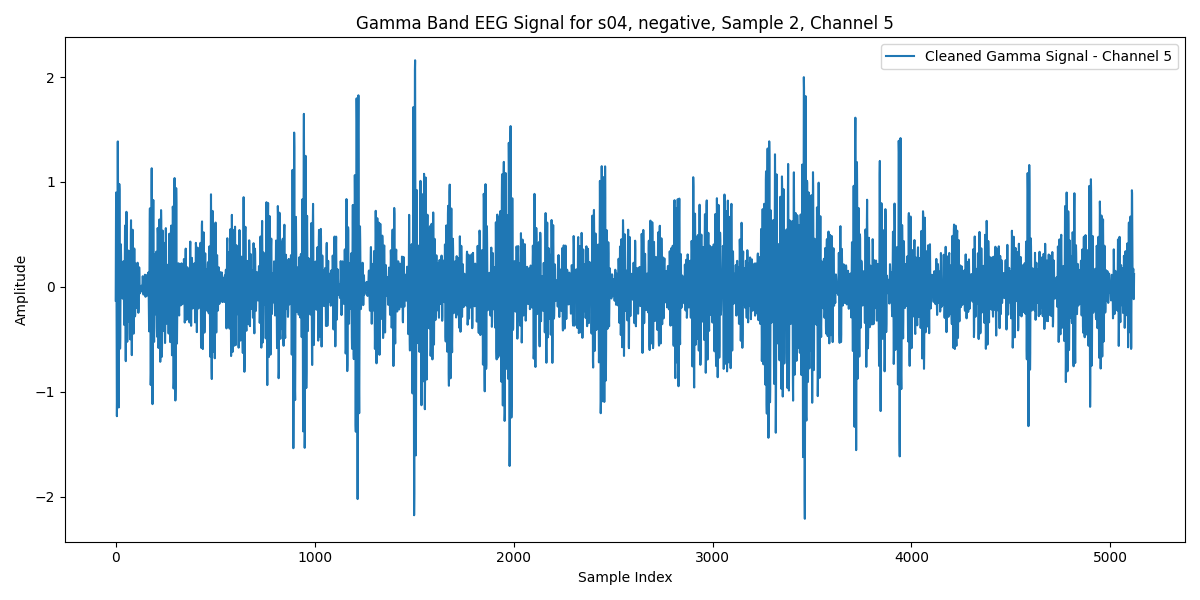 Gamma Band EEG Signal for s04, negative, Sample 2, Channel 5
Cleaned Gamma Signal - Channel 5
2
1
0
−1
−2
Amplitude
0 1000 2000 3000 4000 5000
Sample Index